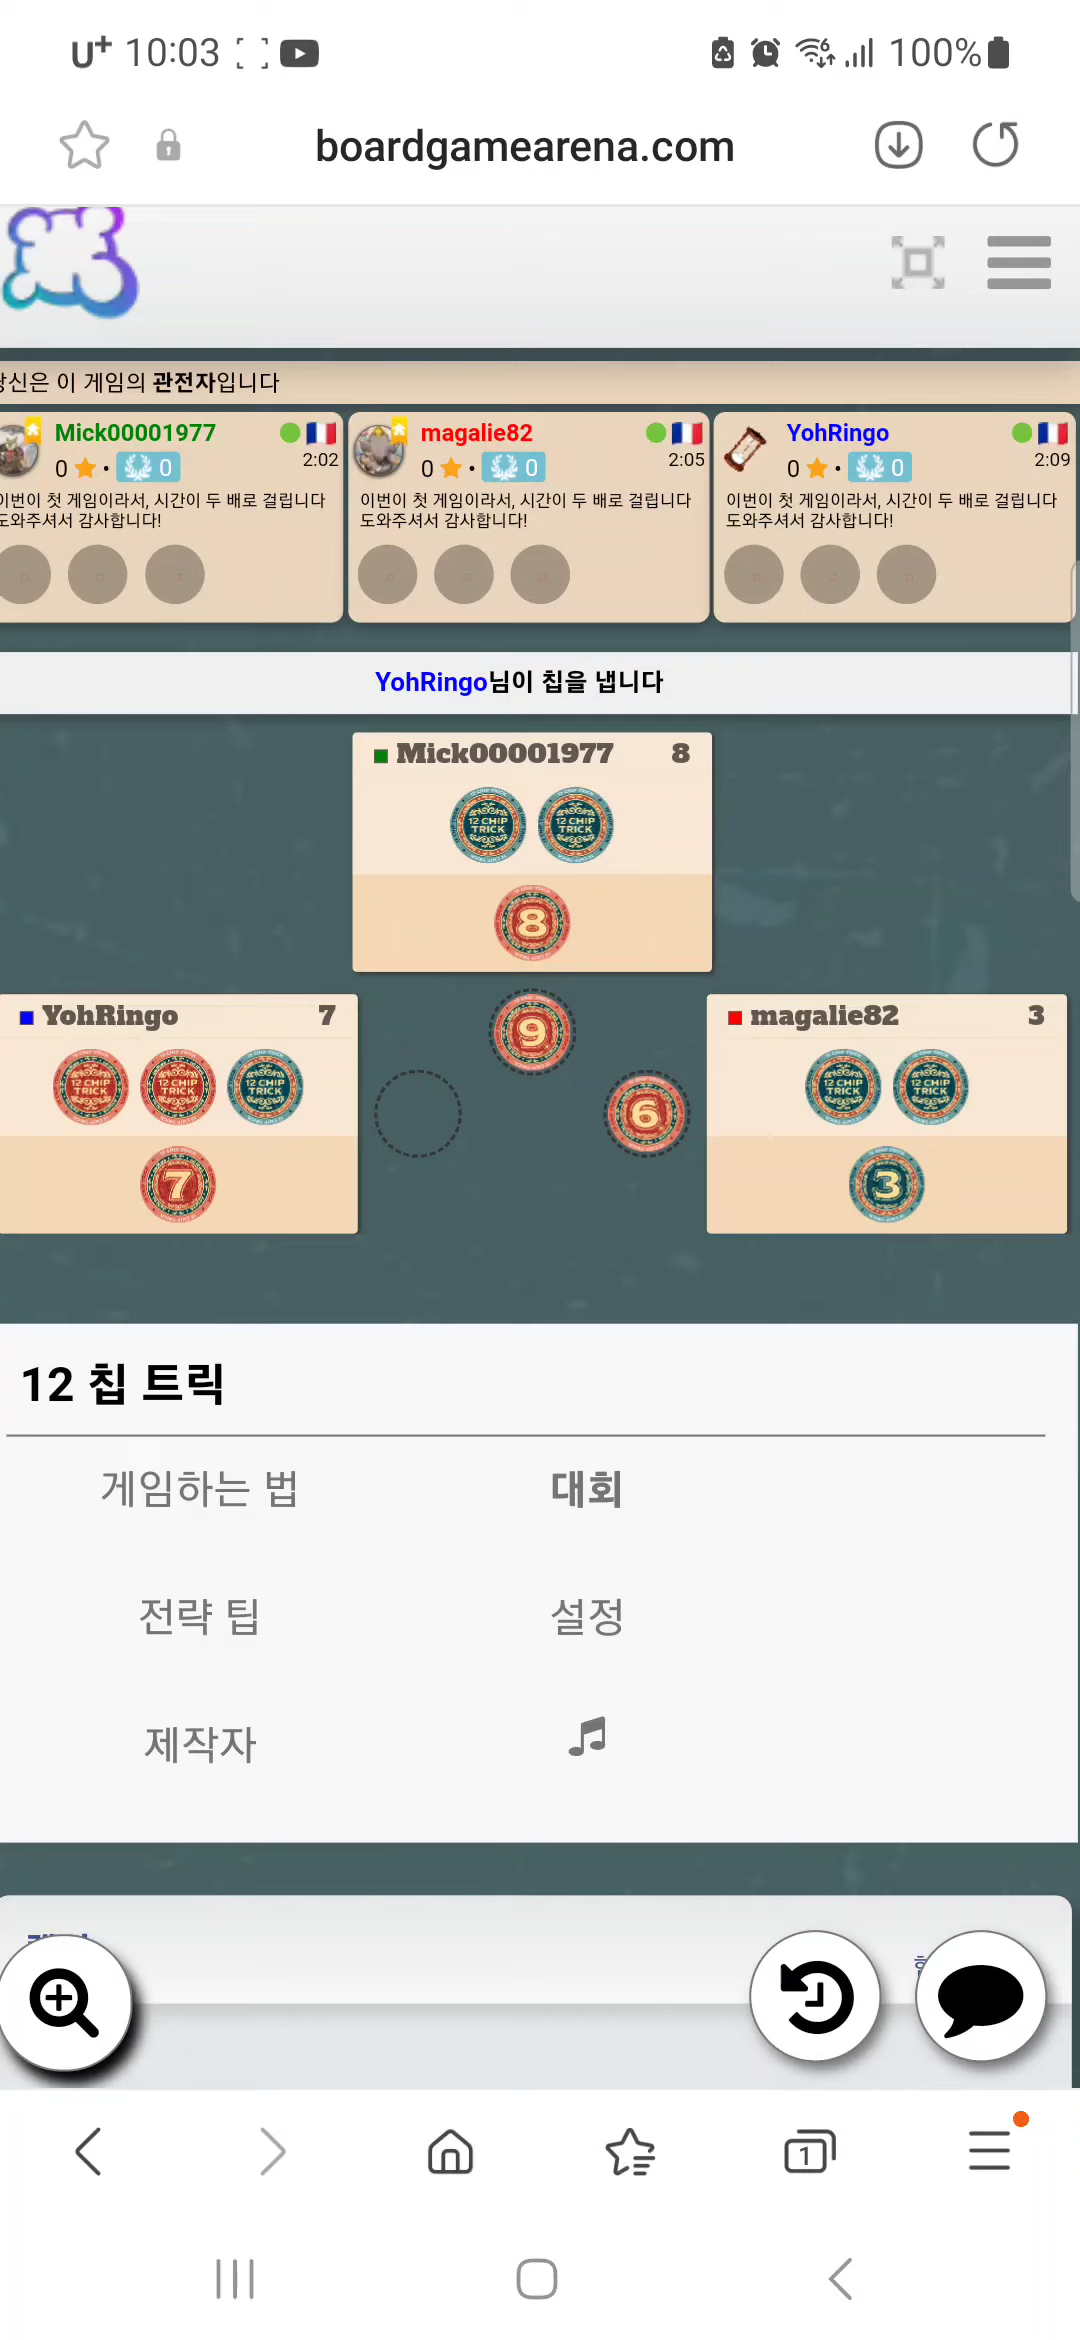 U+ 10:03 100%
boardgamearena.com
당신은 이 게임의 관전자입니다
Mick00001977
0 • 0 2:02
이번이 첫 게임이라서, 시간이 두 배로 걸립니다
도와주셔서 감사합니다!
magalie82
0 • 0 2:05
이번이 첫 게임이라서, 시간이 두 배로 걸립니다
도와주셔서 감사합니다!
YohRingo
0 • 0 2:09
이번이 첫 게임이라서, 시간이 두 배로 걸립니다
도와주셔서 감사합니다!
YohRingo님이 칩을 냅니다
Mick00001977 8
12 CHIP TRICK 12 CHIP TRICK
8
YohRingo 7
12 CHIP TRICK 12 CHIP TRICK 12 CHIP TRICK
7
9
6
magalie82 3
12 CHIP TRICK 12 CHIP TRICK
3
12 칩 트릭
게임하는 법 대회
전략 팁 설정
제작자
1